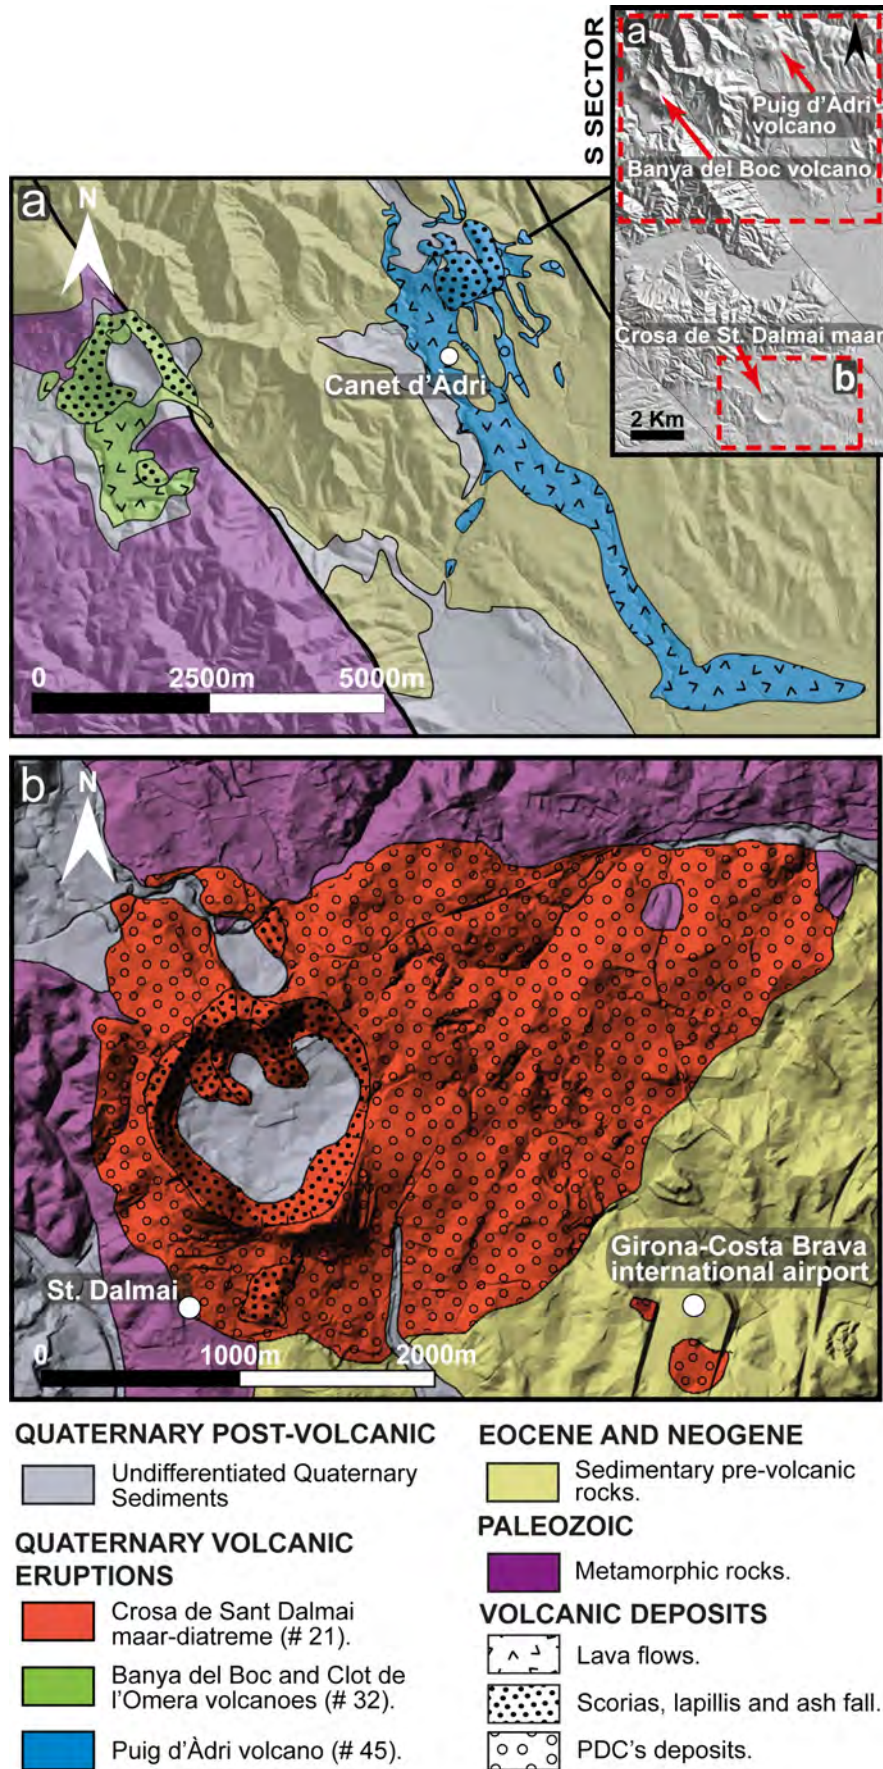 S SECTOR
a
Puig d'Àdri
volcano
Banya del Boc volcano
Crosa de St. Dalmai maar
b
2 Km
a
N
Canet d'Àdri
0 2500m 5000m
b
N
St. Dalmai
Girona-Costa Brava
international airport
0 1000m 2000m
QUATERNARY POST-VOLCANIC
Undifferentiated Quaternary
Sediments
QUATERNARY VOLCANIC
ERUPTIONS
Crosa de Sant Dalmai
maar-diatreme (# 21).
Banya del Boc and Clot de
l'Omera volcanoes (# 32).
Puig d'Àdri volcano (# 45).
EOCENE AND NEOGENE
Sedimentary pre-volcanic
rocks.
PALEOZOIC
Metamorphic rocks.
VOLCANIC DEPOSITS
Lava flows.
Scorias, lapillis and ash fall.
PDC's deposits.